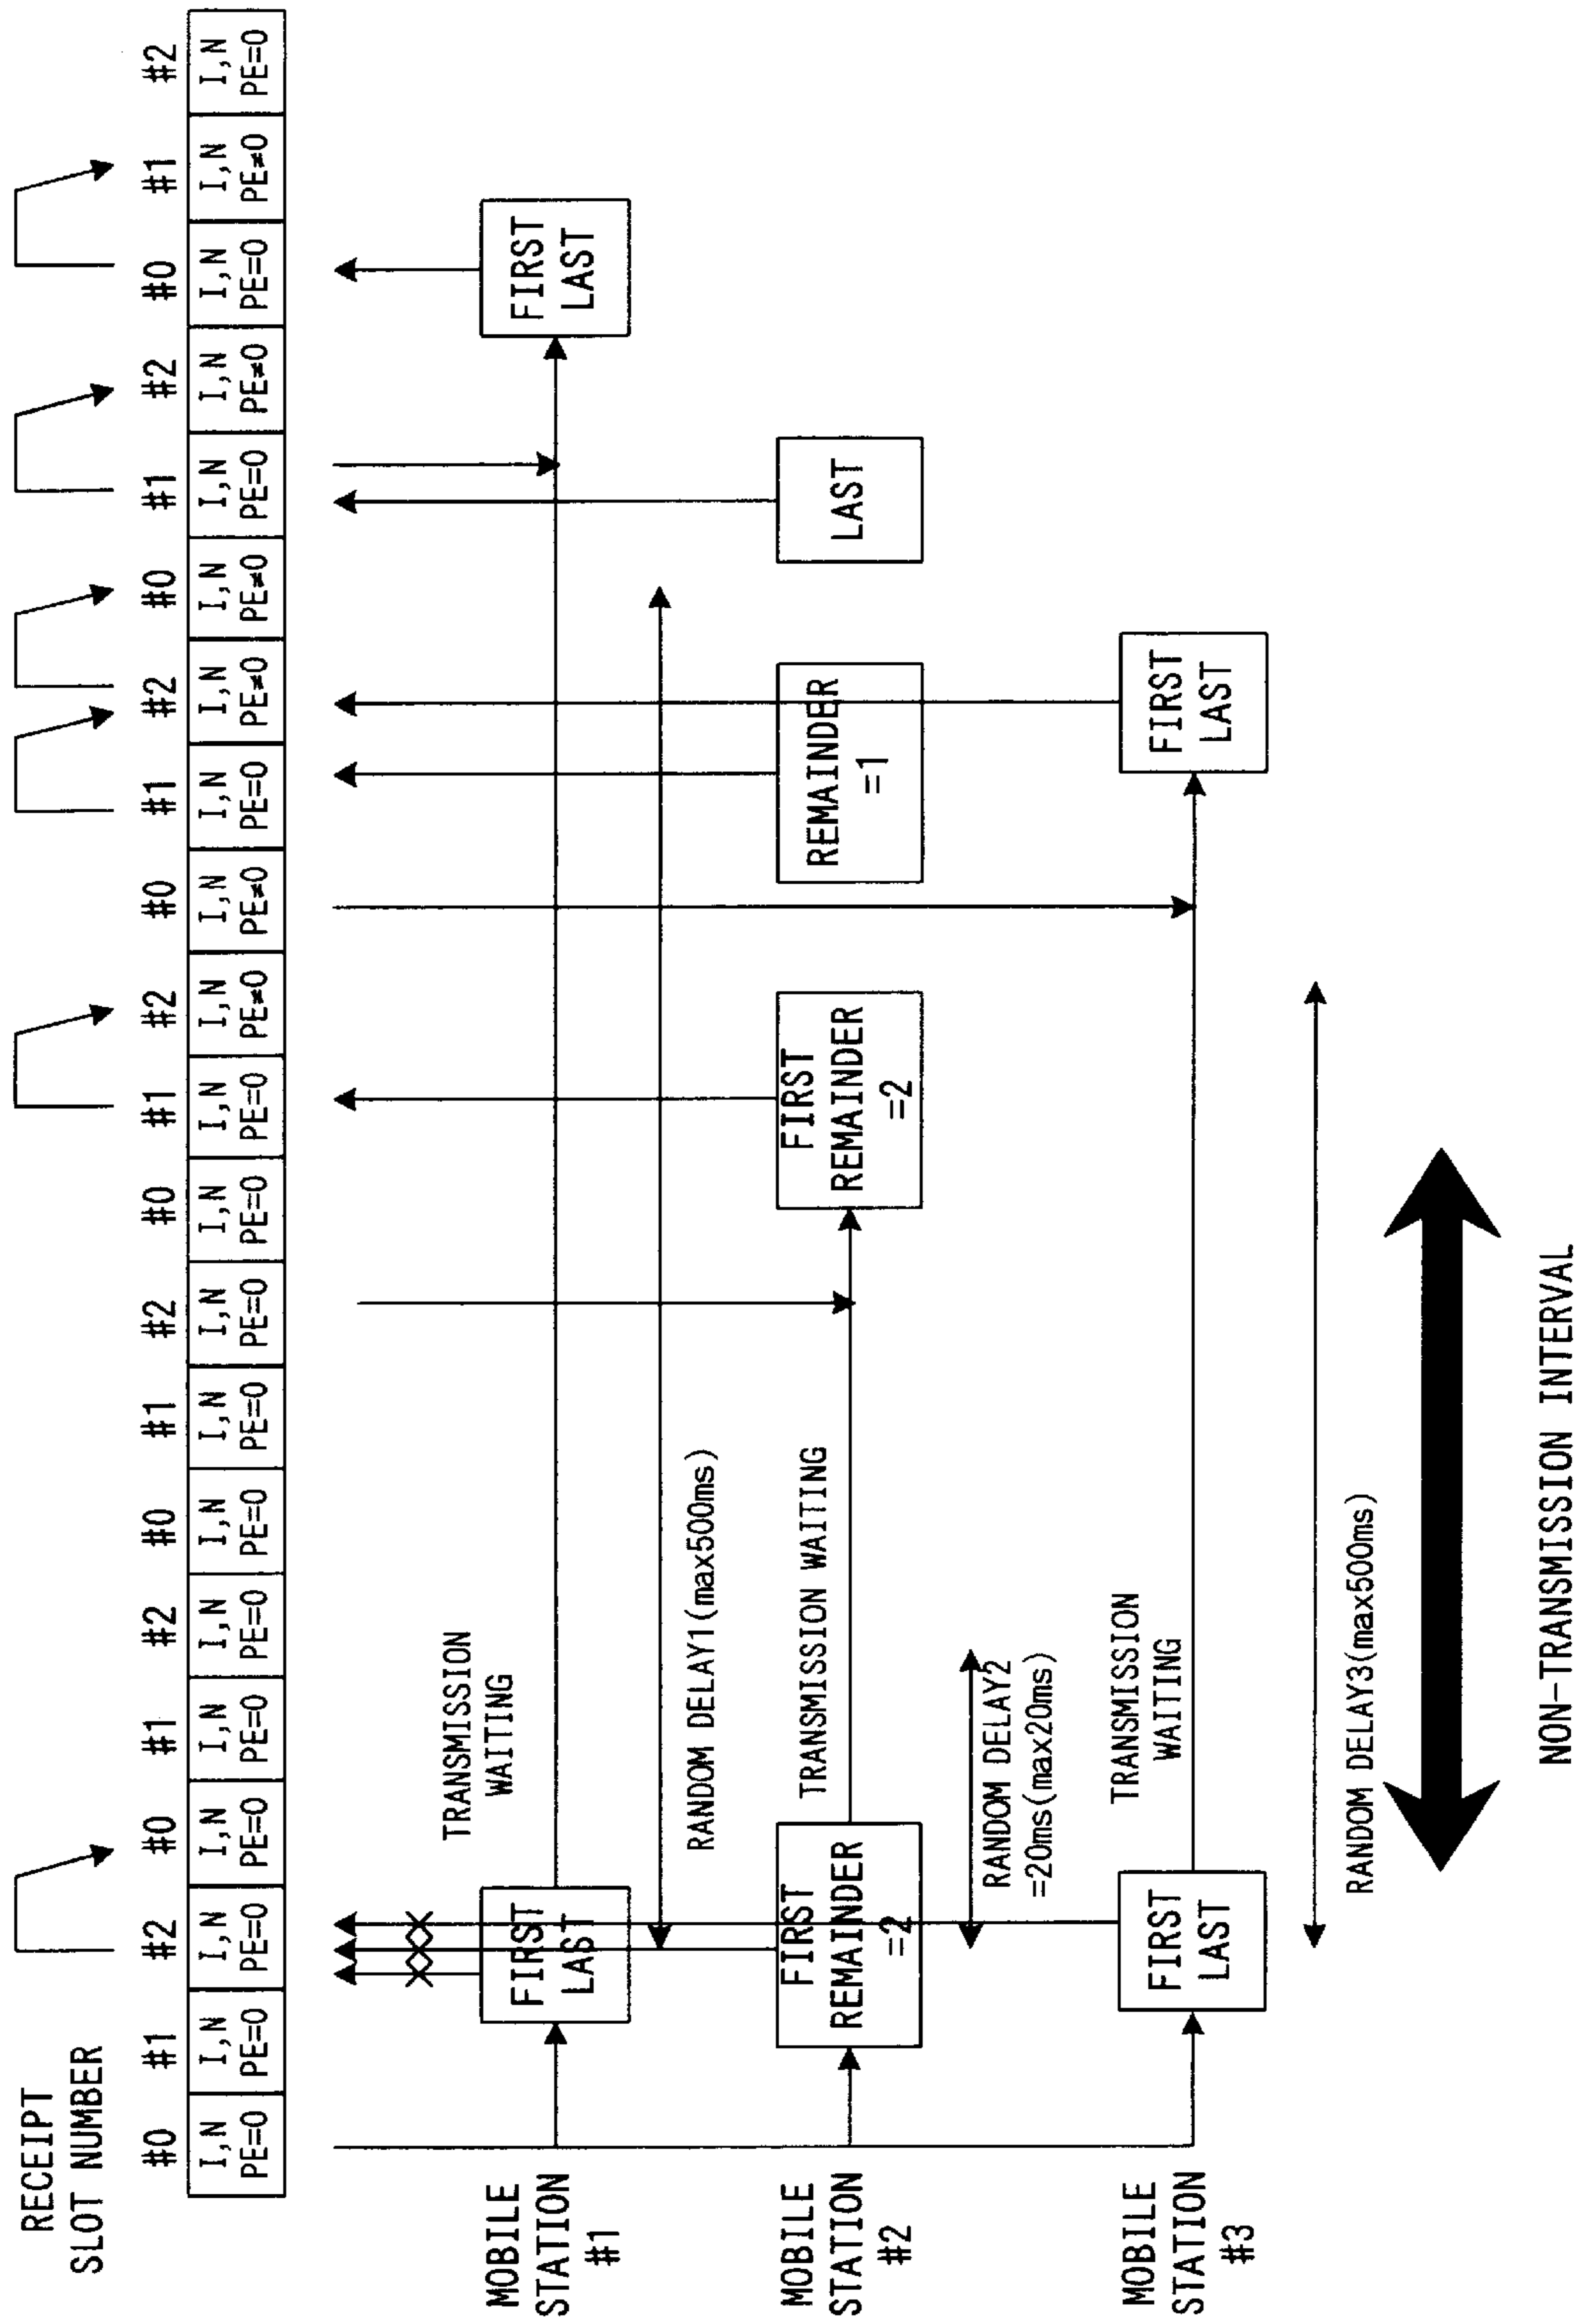 RECEIPT
SLOT NUMBER
#0 #1 #2 #0 #1 #2 #0 #1 #2 #0 #1 #2 #0 #1 #2 #0 #1 #2 #0 #1 #2
I,N I,N I,N I,N I,N I,N I,N I,N I,N I,N I,N I,N I,N I,N I,N I,N I,N I,N I,N I,N I,N
PE=0 PE=0 PE=0 PE=0 PE=0 PE=0 PE=0 PE=0 PE=0 PE=0 PE=0 PE≠0 PE≠0 PE=0 PE≠0 PE≠0 PE=0 PE≠0 PE=0 PE≠0 PE=0
MOBILE
STATION
#1
FIRST
LAST
TRANSMISSION
WAITING
FIRST
LAST
RANDOM DELAY1(max500ms)
MOBILE
STATION
#2
FIRST
REMAINDER
=2
TRANSMISSION WAITING
FIRST
REMAINDER
=2
REMAINDER
=1
LAST
RANDOM DELAY2
=20ms(max20ms)
MOBILE
STATION
#3
FIRST
LAST
TRANSMISSION
WAITING
FIRST
LAST
RANDOM DELAY3(max500ms)
NON-TRANSMISSION INTERVAL